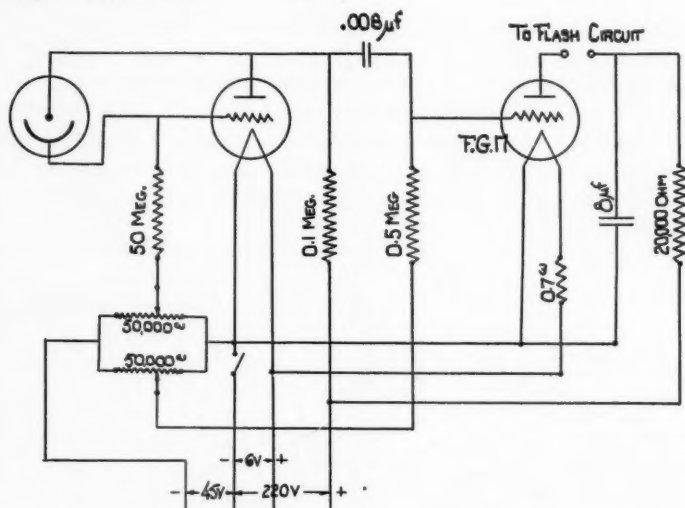 .008µf
To Flash Circuit
F.G.17
50 Meg.
0.1 Meg.
0.5 Meg
8µf
20,000 Ohm
0.7ω
50,000ω
50,000ω
- 6V +
- 45V 220V +